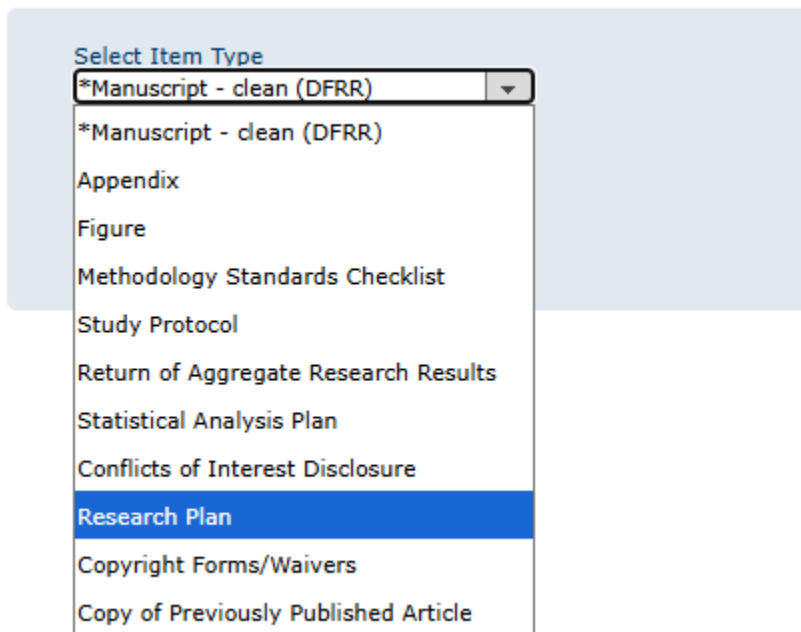 Select Item Type
*Manuscript - clean (DFRR)
*Manuscript - clean (DFRR)
Appendix
Figure
Methodology Standards Checklist
Study Protocol
Return of Aggregate Research Results
Statistical Analysis Plan
Conflicts of Interest Disclosure
Research Plan
Copyright Forms/Waivers
Copy of Previously Published Article